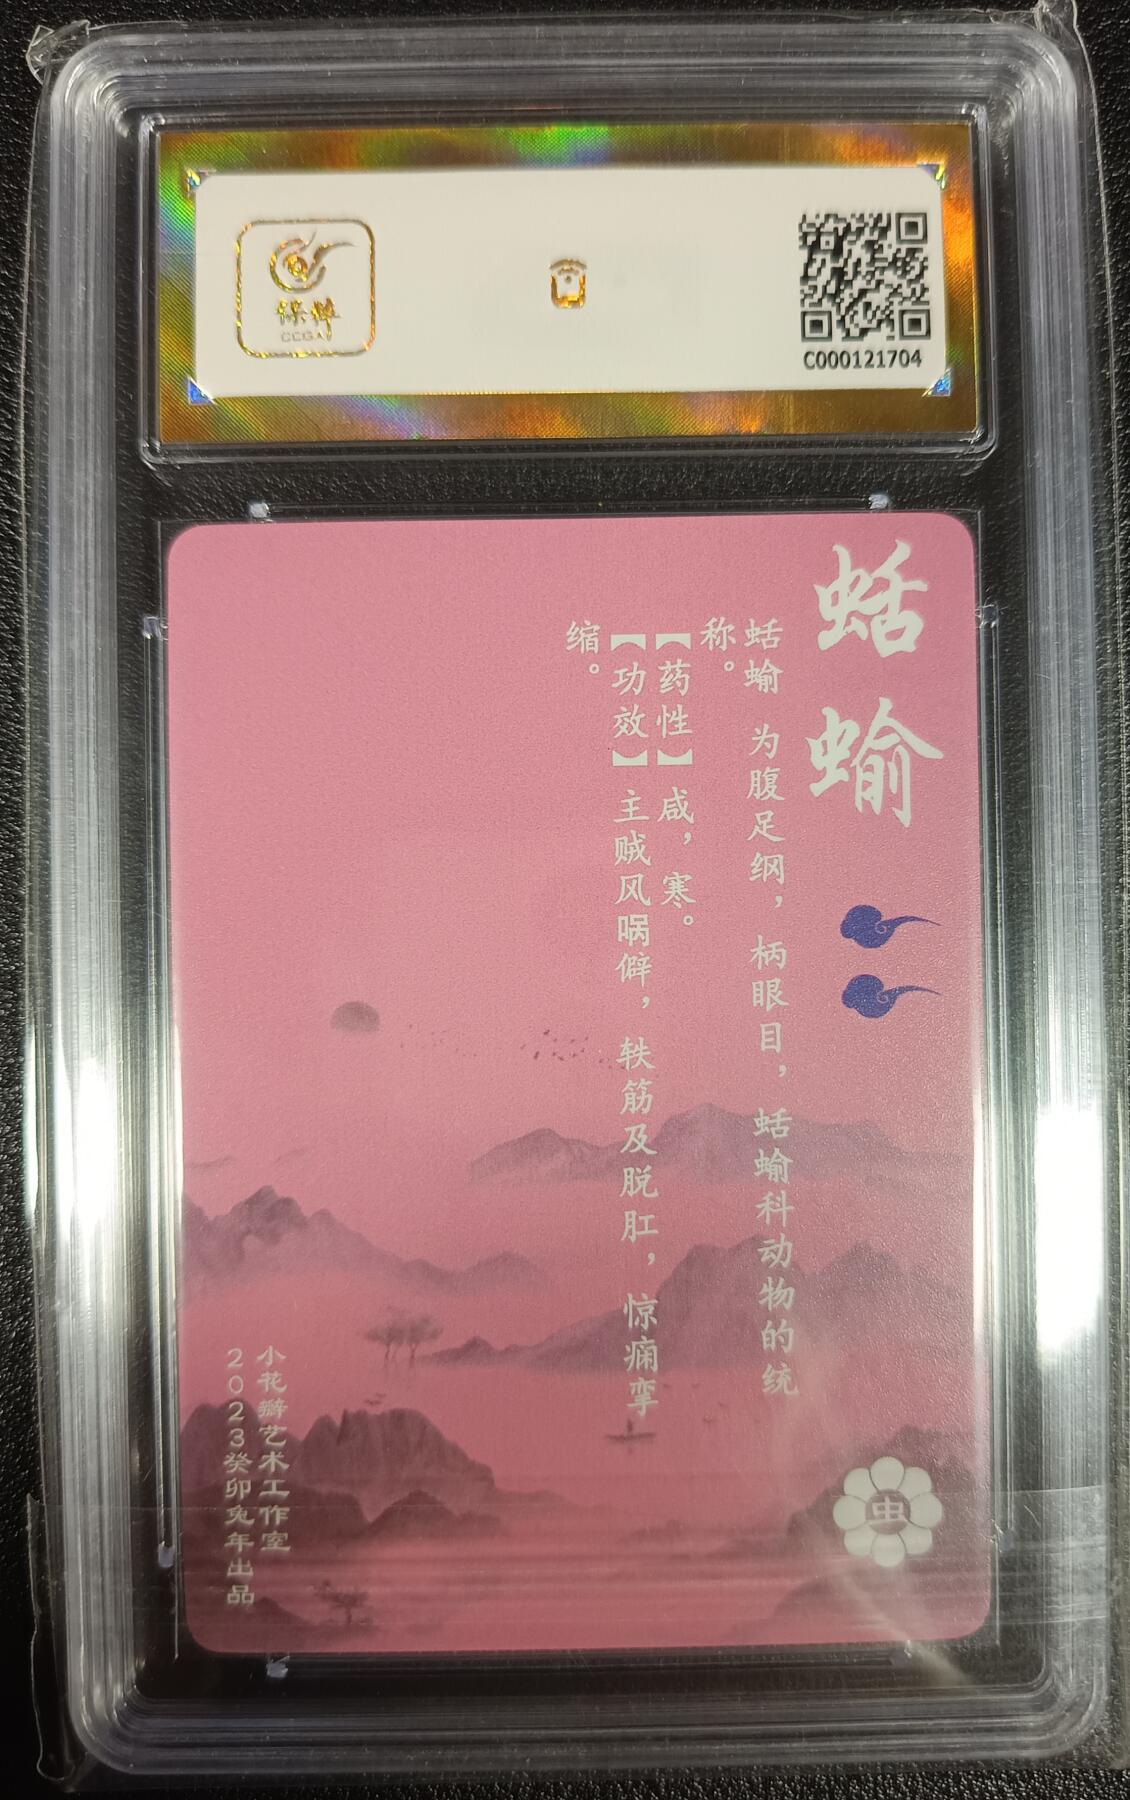 保粹
CCGA
C000121704
蛞蝓
蛞蝓 为腹足纲，柄眼目，蛞蝓科动物的统
称。
【药性】咸，寒。
【功效】主贼风㖞僻，轶筋及脱肛，惊痫挛
缩。
虫
小花瓣艺术工作室
2023癸卯兔年出品